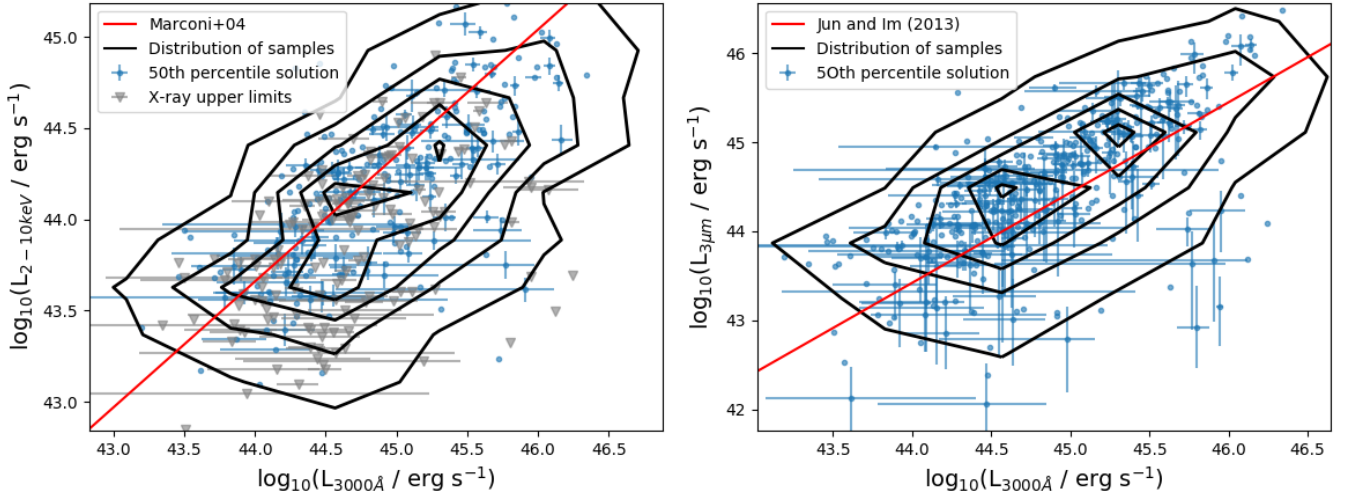 Marconi+04
Distribution of samples
50th percentile solution
X-ray upper limits
45.0
44.5
44.0
43.5
43.0
log₁₀(L₂₋₁₀ₖₑᵥ / erg s⁻¹)
43.0 43.5 44.0 44.5 45.0 45.5 46.0 46.5
log₁₀(L₃₀₀₀Å / erg s⁻¹)
Jun and Im (2013)
Distribution of samples
5Oth percentile solution
46
45
44
43
42
log₁₀(L₃μₘ / erg s⁻¹)
43.5 44.0 44.5 45.0 45.5 46.0 46.5
log₁₀(L₃₀₀₀Å / erg s⁻¹)